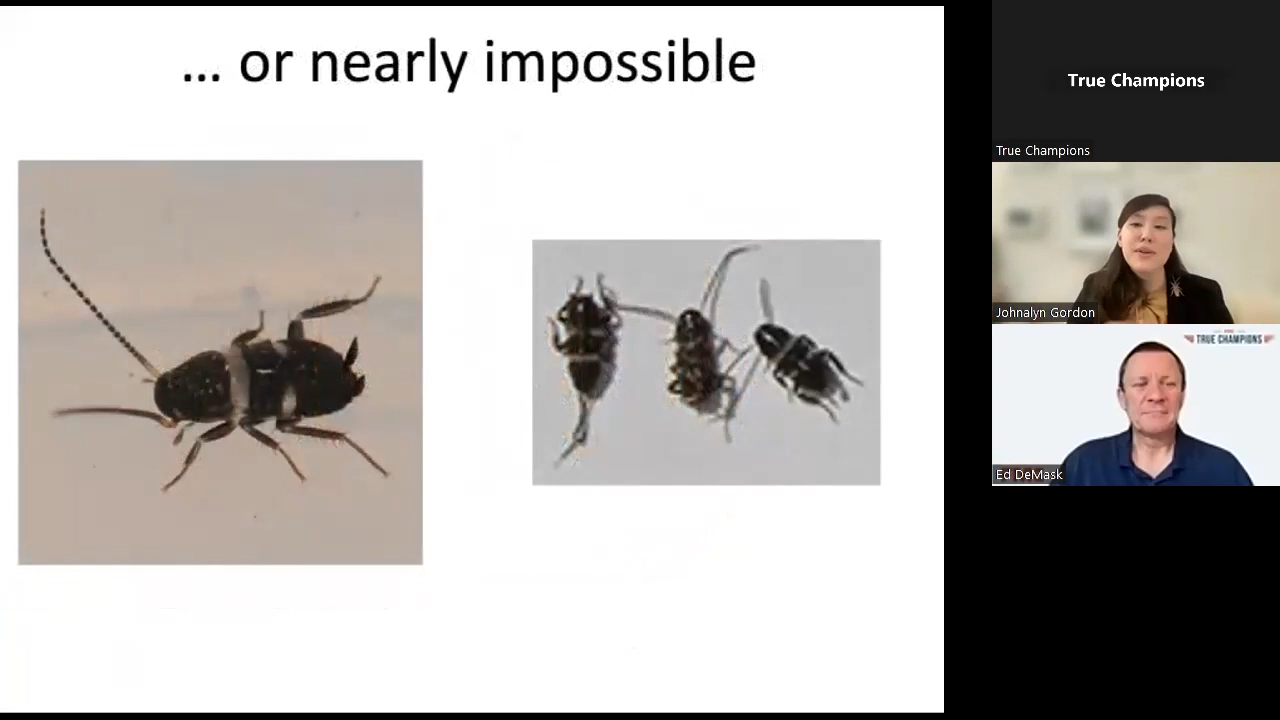 ... or nearly impossible
True Champions
True Champions
Johnalyn Gordon
TRUE CHAMPIONS
Ed DeMask